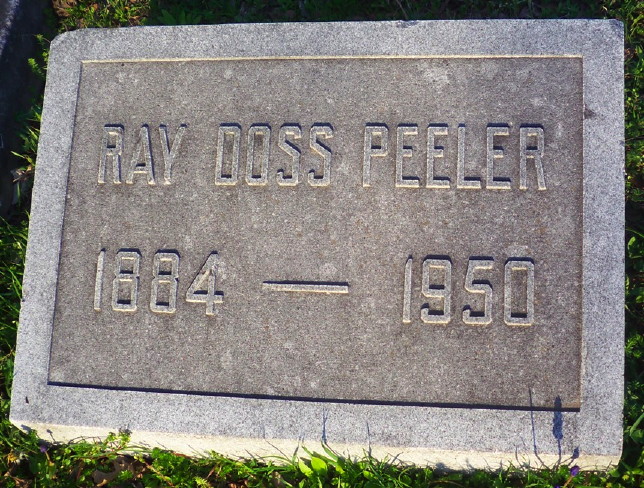 RAY DOSS PEELER
1884 — 1950